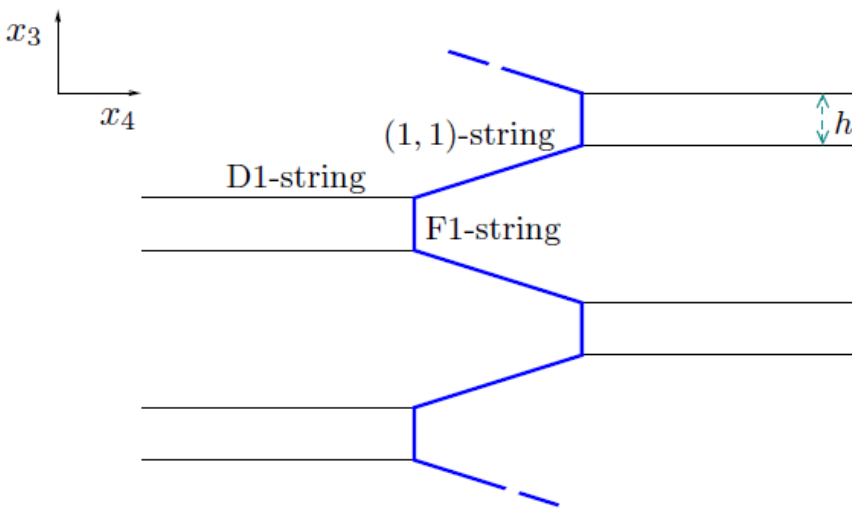 x₃
x₄
(1, 1)-string
h
D1-string
F1-string